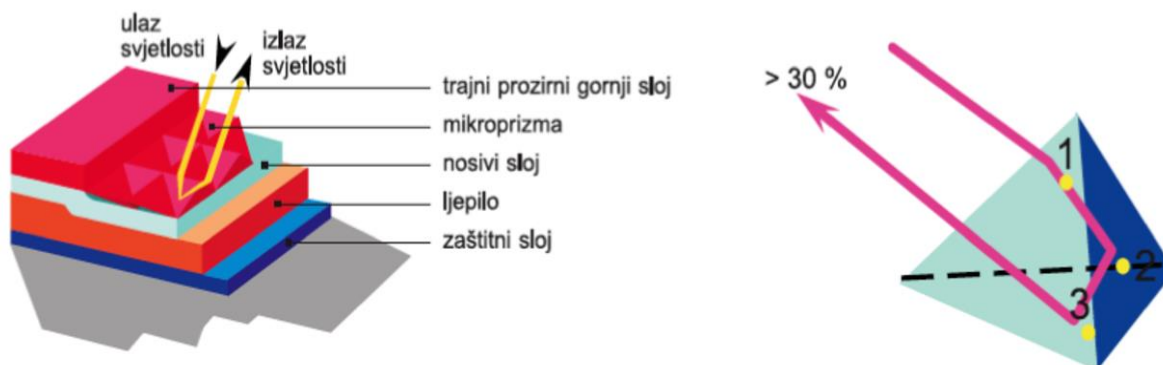 ulaz
svjetlosti
izlaz
svjetlosti
trajni prozirni gornji sloj
mikroprizma
nosivi sloj
ljepilo
zaštitni sloj
> 30 %
1
2
3